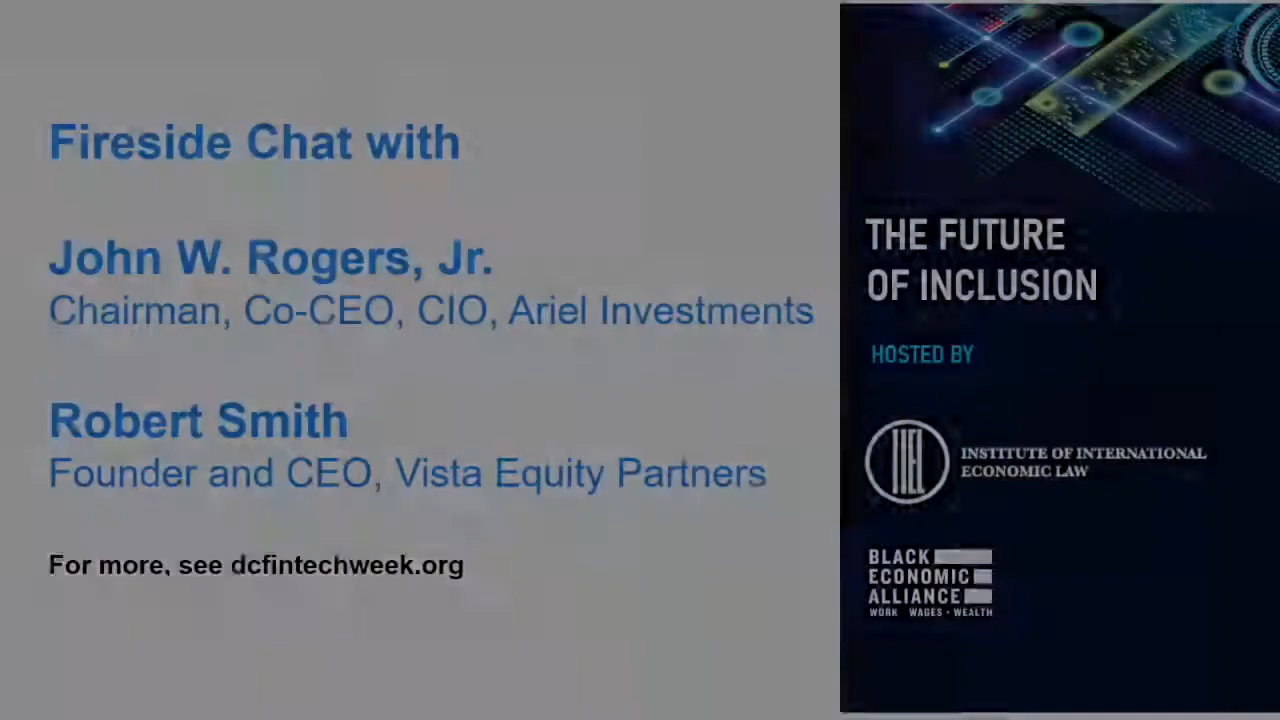 Fireside Chat with
John W. Rogers, Jr.
Chairman, Co-CEO, CIO, Ariel Investments
Robert Smith
Founder and CEO, Vista Equity Partners
For more, see dcfintechweek.org
THE FUTURE
OF INCLUSION
HOSTED BY
IIEL
INSTITUTE OF INTERNATIONAL
ECONOMIC LAW
BLACK
ECONOMIC
ALLIANCE
WORK WAGES • WEALTH